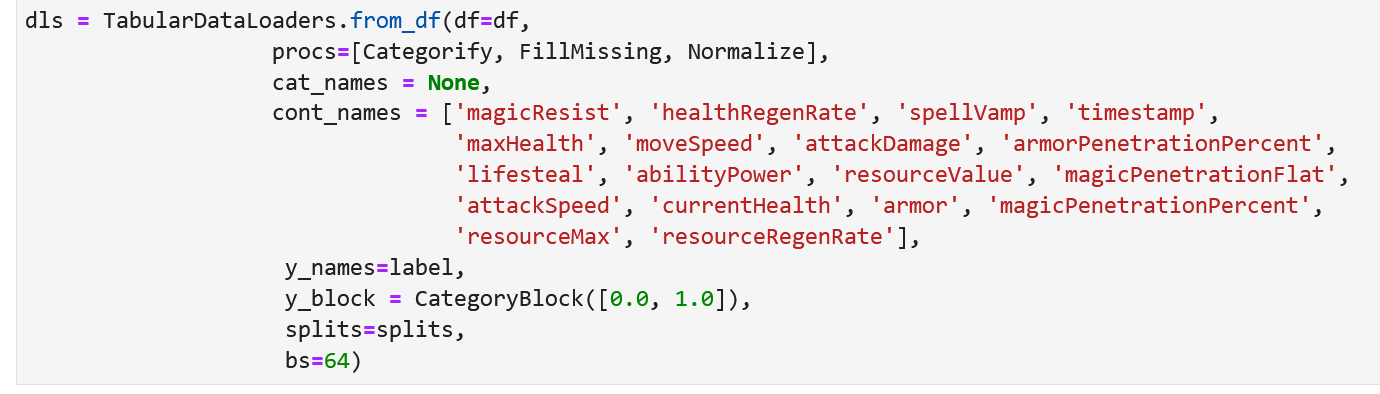 dls = TabularDataLoaders.from_df(df=df,
procs=[Categorify, FillMissing, Normalize],
cat_names = None,
cont_names = ['magicResist', 'healthRegenRate', 'spellVamp', 'timestamp',
'maxHealth', 'moveSpeed', 'attackDamage', 'armorPenetrationPercent',
'lifesteal', 'abilityPower', 'resourceValue', 'magicPenetrationFlat',
'attackSpeed', 'currentHealth', 'armor', 'magicPenetrationPercent',
'resourceMax', 'resourceRegenRate'],
y_names=label,
y_block = CategoryBlock([0.0, 1.0]),
splits=splits,
bs=64)